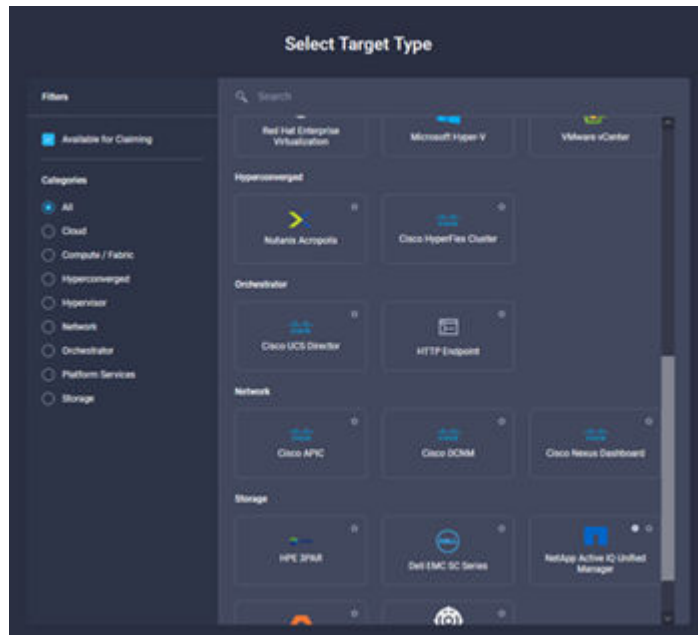 Select Target Type
Filters
Search
Available for Claiming
Categories
All
Cloud
Compute / Fabric
Hyperconverged
Hypervisor
Network
Orchestrator
Platform Services
Storage
Red Hat Enterprise
Virtualization
Microsoft Hyper-V
VMware vCenter
Hyperconverged
Nutanix Acropolis
Cisco HyperFlex Cluster
Orchestrator
Cisco UCS Director
HTTP Endpoint
Network
Cisco APIC
Cisco DCNM
Cisco Nexus Dashboard
Storage
HPE 3PAR
Dell EMC SC Series
NetApp Active IQ Unified
Manager